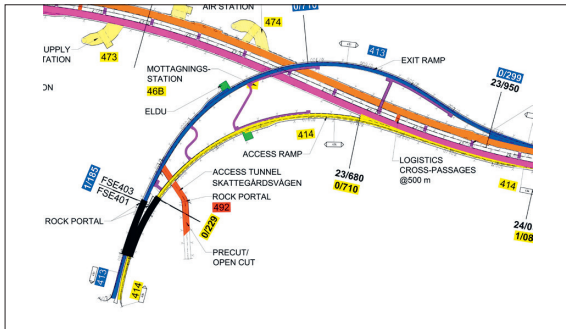 AIR STATION
474
0/710
UPPLY
TATION
473
ON
MOTTAGNINGS-
STATION
46B
ELDU
413
EXIT RAMP
0/299
23/950
414
ACCESS RAMP
23/680
0/710
LOGISTICS
CROSS-PASSAGES
@500 m
414
24/0
1/08
1/185
FSE403
FSE401
ACCESS TUNNEL
SKATTEGÅRDSVÄGEN
ROCK PORTAL
492
0/229
ROCK PORTAL
PRECUT/
OPEN CUT
413
414